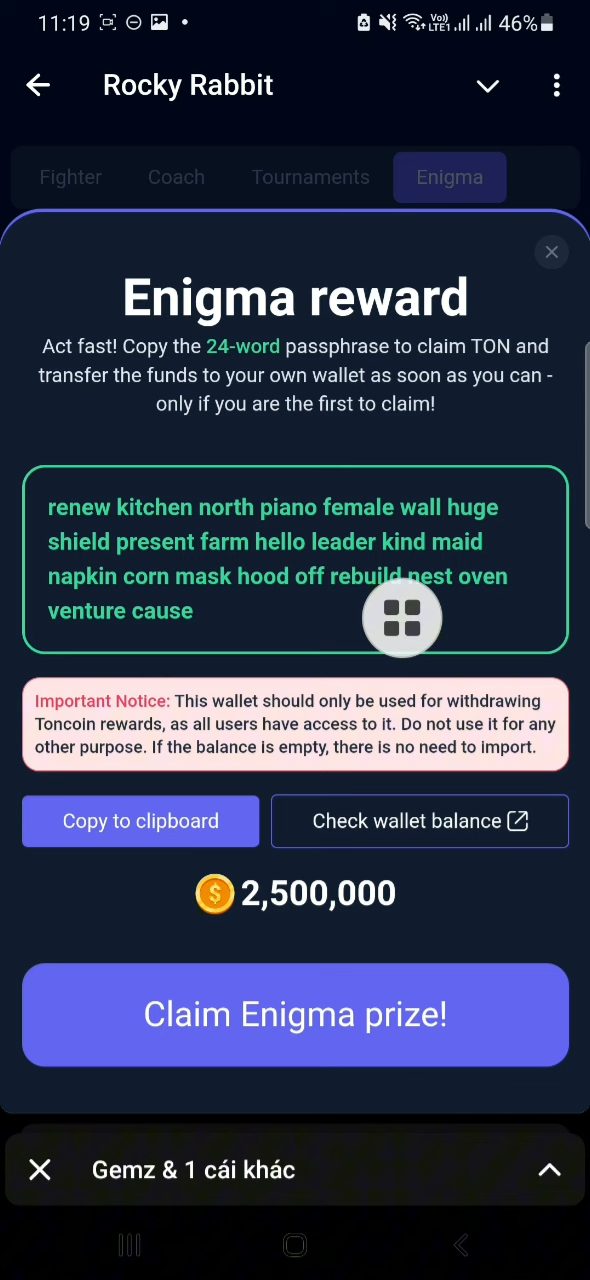 11:19
Vo)) LTE1 46%
Rocky Rabbit
Fighter Coach Tournaments Enigma
Enigma reward
Act fast! Copy the 24-word passphrase to claim TON and
transfer the funds to your own wallet as soon as you can -
only if you are the first to claim!
renew kitchen north piano female wall huge
shield present farm hello leader kind maid
napkin corn mask hood off rebuild nest oven
venture cause
Important Notice: This wallet should only be used for withdrawing
Toncoin rewards, as all users have access to it. Do not use it for any
other purpose. If the balance is empty, there is no need to import.
Copy to clipboard Check wallet balance
$ 2,500,000
Claim Enigma prize!
Gemz & 1 cái khác